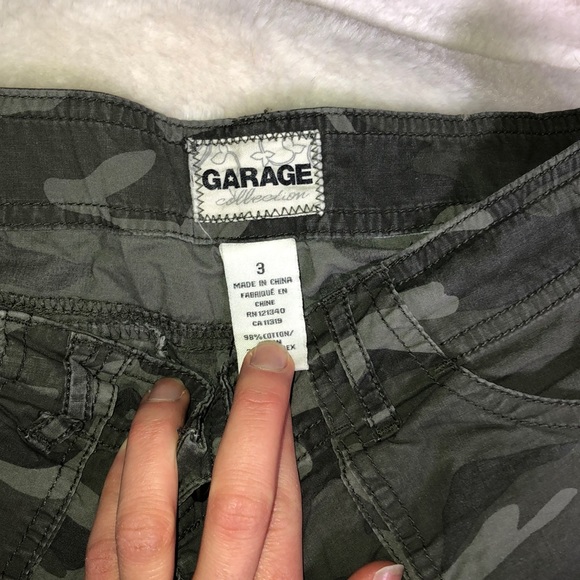 GARAGE
collection
3
MADE IN CHINA
FABRIQUÉ EN
CHINE
RN 121340
CA 11319
98% COTTON/